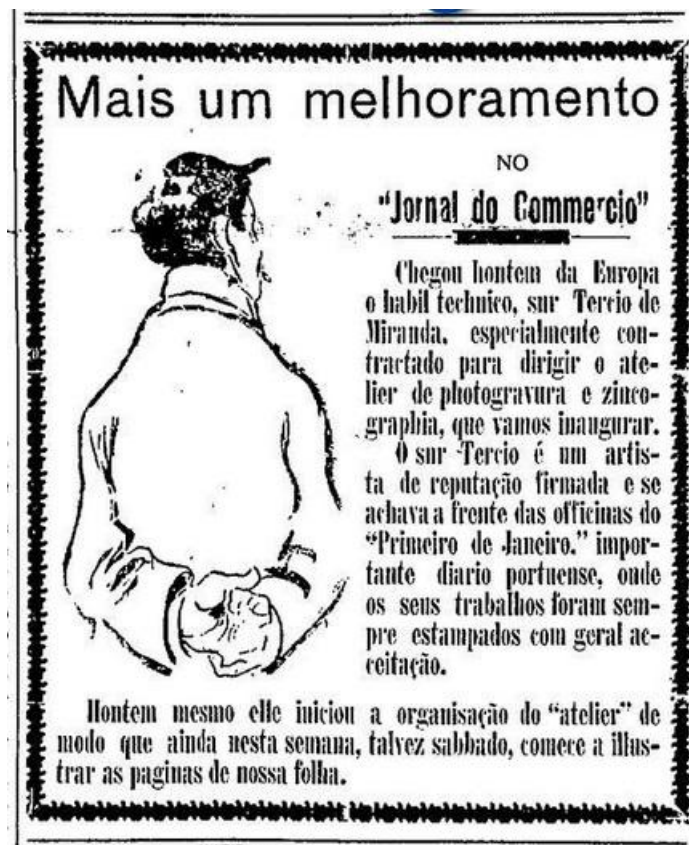 Mais um melhoramento
NO
"Jornal do Commercio"
Chegou hontem da Europa
o habil technico, snr Tercio de
Miranda, especialmente con-
tractado para dirigir o ate-
lier de photogravura e zinco-
graphia, que vamos inaugurar.
O snr Tercio é um artis-
ta de reputação firmada e se
achava a frente das officinas do
"Primeiro de Janeiro." impor-
tante diario portuense, onde
os seus trabalhos foram sem-
pre estampados com geral ac-
ceitação.
Hontem mesmo elle iniciou a organisação do "atelier" de
modo que ainda nesta semana, talvez sabbado, comece a illus-
trar as paginas de nossa folha.